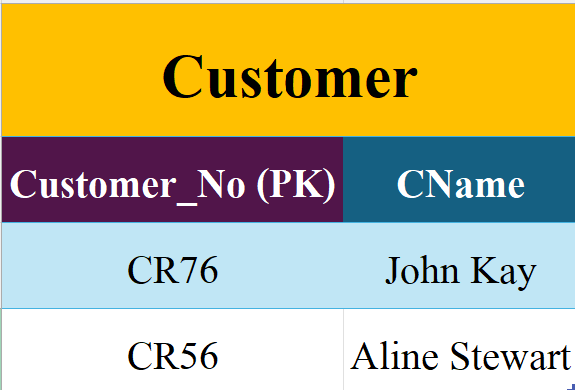 Customer
Customer_No (PK) CName
CR76 John Kay
CR56 Aline Stewart